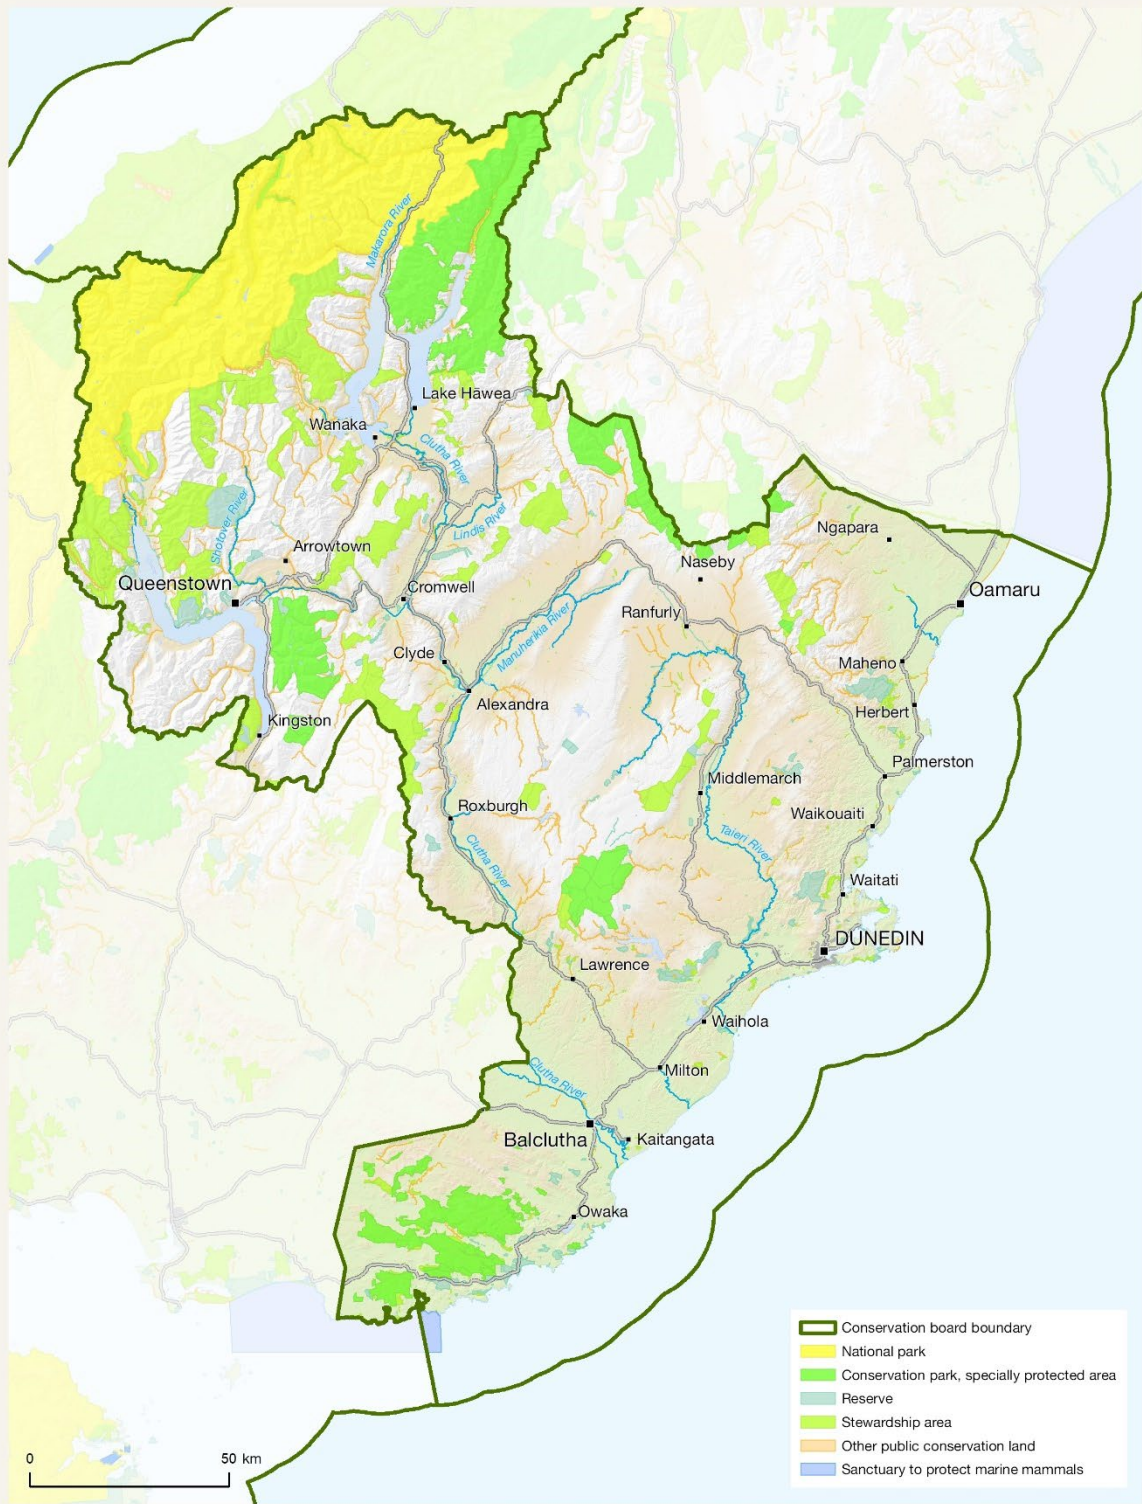 Makarora River
Lake Hāwea
Wanaka
Clutha River
Lindis River
Shotover River
Arrowtown
Queenstown
Cromwell
Ngapara
Naseby
Oamaru
Ranfurly
Manuherikia River
Clyde
Maheno
Alexandra
Herbert
Kingston
Palmerston
Middlemarch
Roxburgh
Waikouaiti
Taieri River
Clutha River
Waitati
DUNEDIN
Lawrence
Waihola
Milton
Clutha River
Balclutha
Kaitangata
Owaka
Conservation board boundary
National park
Conservation park, specially protected area
Reserve
Stewardship area
Other public conservation land
Sanctuary to protect marine mammals
0 50 km